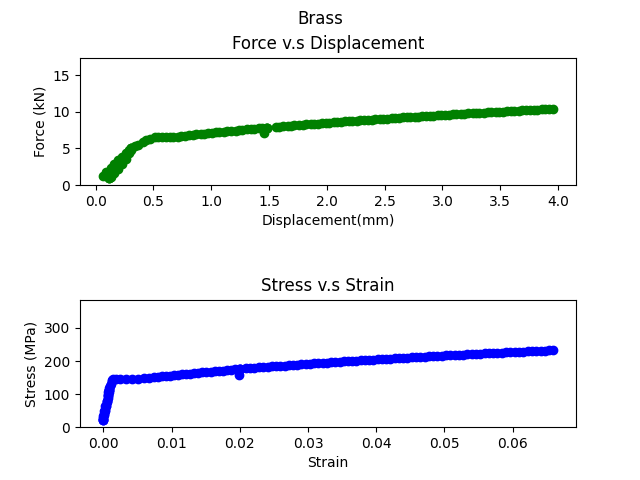 Brass
Force v.s Displacement
15
10
5
0
Force (kN)
0.0 0.5 1.0 1.5 2.0 2.5 3.0 3.5 4.0
Displacement(mm)
Stress v.s Strain
300
200
100
0
Stress (MPa)
0.00 0.01 0.02 0.03 0.04 0.05 0.06
Strain